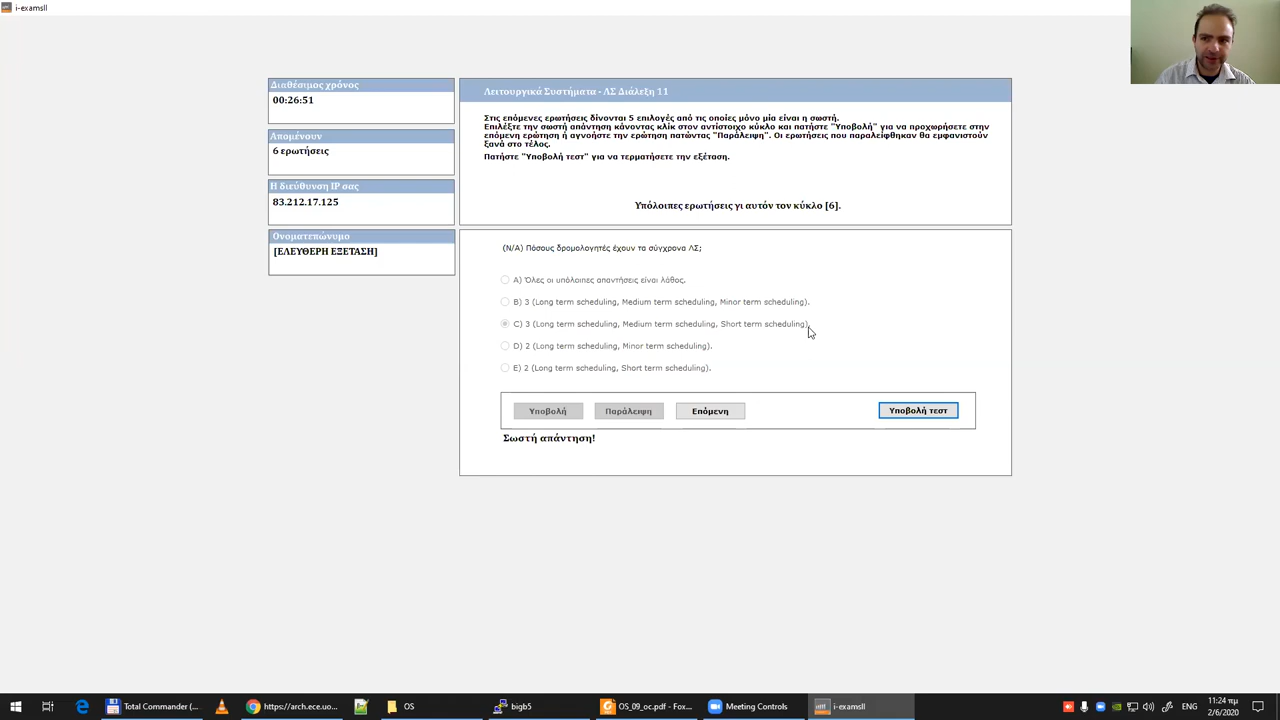 i-examsll
Διαθέσιμος χρόνος
00:26:51
Απομένουν
6 ερωτήσεις
Η διεύθυνση IP σας
83.212.17.125
Ονοματεπώνυμο
[ΕΛΕΥΘΕΡΗ ΕΞΕΤΑΣΗ]
Λειτουργικά Συστήματα - ΛΣ Διάλεξη 11
Στις επόμενες ερωτήσεις δίνονται 5 επιλογές από τις οποίες μόνο μία είναι η σωστή.
Επιλέξτε την σωστή απάντηση κάνοντας κλίκ στον αντίστοιχο κύκλο και πατήστε "Υποβολή" για να προχωρήσετε στην
επόμενη ερώτηση ή αγνοήστε την ερώτηση πατώντας "Παράλειψη". Οι ερωτήσεις που παραλείφθηκαν θα εμφανιστούν
ξανά στο τέλος.
Πατήστε "Υποβολή τεστ" για να τερματήσετε την εξέταση.
Υπόλοιπες ερωτήσεις γι αυτόν τον κύκλο [6].
(N/A) Πόσους δρομολογητές έχουν τα σύγχρονα ΛΣ;
A) Όλες οι υπόλοιπες απαντήσεις είναι λάθος.
B) 3 (Long term scheduling, Medium term scheduling, Minor term scheduling).
C) 3 (Long term scheduling, Medium term scheduling, Short term scheduling).
D) 2 (Long term scheduling, Minor term scheduling).
E) 2 (Long term scheduling, Short term scheduling).
Υποβολή Παράλειψη Επόμενη Υποβολή τεστ
Σωστή απάντηση!
Total Commander (... https://arch.ece.uo... OS bigb5 OS_09_oc.pdf - Fox... Meeting Controls i-examsll ENG 11:24 πμ
2/6/2020